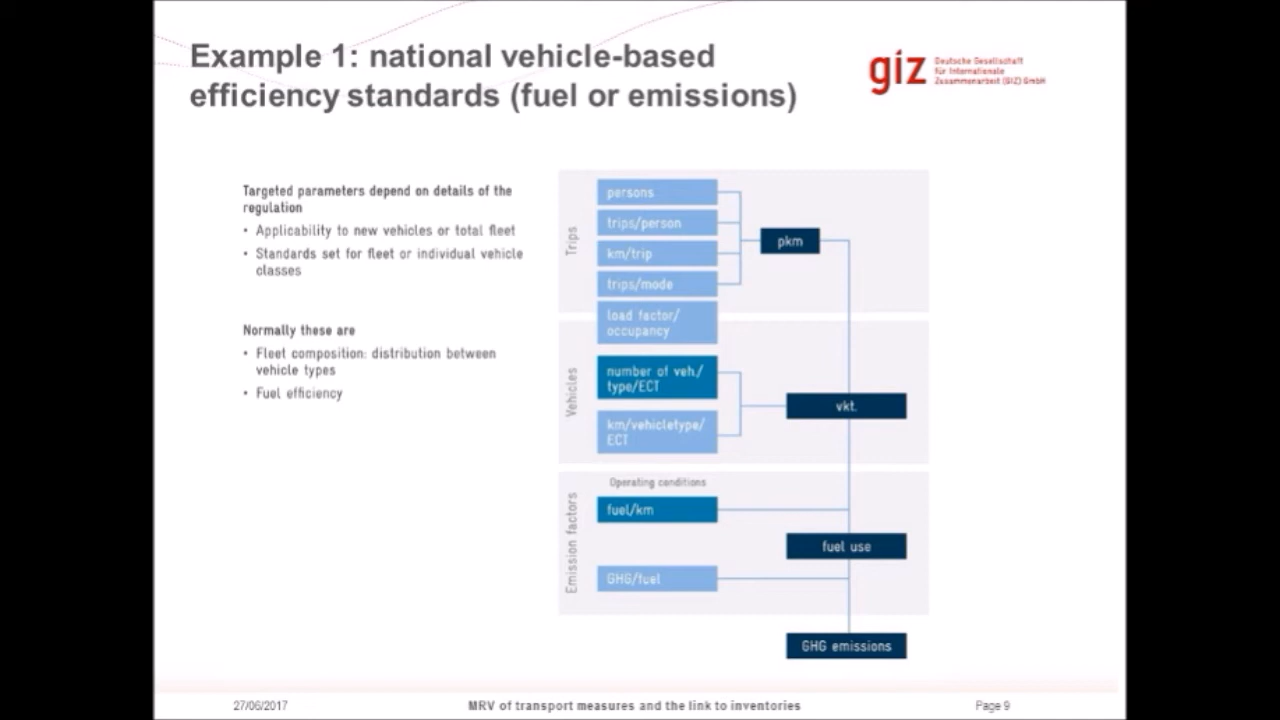 Example 1: national vehicle-based
efficiency standards (fuel or emissions)
giz
Deutsche Gesellschaft
für Internationale
Zusammenarbeit (GIZ) GmbH
Targeted parameters depend on details of the
regulation
• Applicability to new vehicles or total fleet
• Standards set for fleet or individual vehicle
classes
Normally these are
• Fleet composition: distribution between
vehicle types
• Fuel efficiency
Trips
persons
trips/person
km/trip
trips/mode
load factor/
occupancy
pkm
Vehicles
number of veh./
type/ECT
km/vehicletype/
ECT
vkt.
Emission factors
Operating conditions
fuel/km
fuel use
GHG/fuel
GHG emissions
27/06/2017
MRV of transport measures and the link to inventories
Page 9